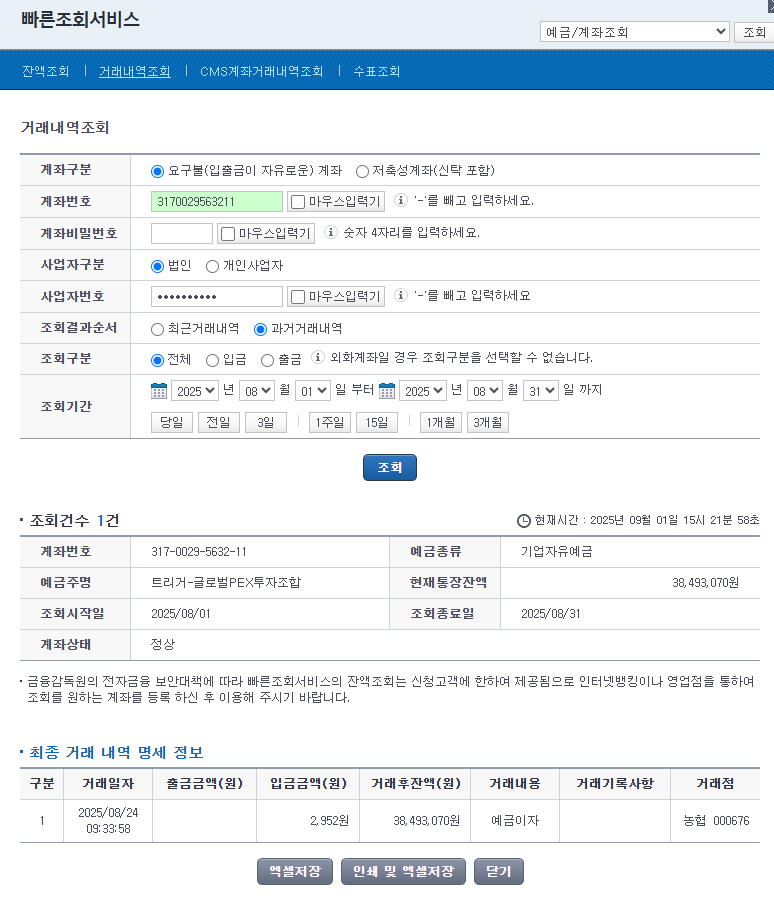 빠른조회서비스
예금/계좌조회 조회
잔액조회 | 거래내역조회 | CMS계좌거래내역조회 | 수표조회
거래내역조회
계좌구분 요구불(입출금이 자유로운) 계좌 저축성계좌(신탁 포함)
계좌번호 3170029563211 마우스입력기 '-'를 빼고 입력하세요.
계좌비밀번호 마우스입력기 숫자 4자리를 입력하세요.
사업자구분 법인 개인사업자
사업자번호 •••••••••• 마우스입력기 '-'를 빼고 입력하세요
조회결과순서 최근거래내역 과거거래내역
조회구분 전체 입금 출금 외화계좌일 경우 조회구분을 선택할 수 없습니다.
조회기간 2025 년 08 월 01 일 부터 2025 년 08 월 31 일 까지
당일 전일 3일 | 1주일 15일 | 1개월 3개월
조회
· 조회건수 1건 현재시간 : 2025년 09월 01일 15시 21분 58초
계좌번호 317-0029-5632-11 예금종류 기업자유예금
예금주명 트리거-글로벌PEX투자조합 현재통장잔액 38,493,070원
조회시작일 2025/08/01 조회종료일 2025/08/31
계좌상태 정상
· 금융감독원의 전자금융 보안대책에 따라 빠른조회서비스의 잔액조회는 신청고객에 한하여 제공됨으로 인터넷뱅킹이나 영업점을 통하여
조회를 원하는 계좌를 등록 하신 후 이용해 주시기 바랍니다.
· 최종 거래 내역 명세 정보
구분 거래일자 출금금액(원) 입금금액(원) 거래후잔액(원) 거래내용 거래기록사항 거래점
1 2025/08/24 09:33:58 2,952원 38,493,070원 예금이자 농협 000676
엑셀저장 인쇄 및 엑셀저장 닫기